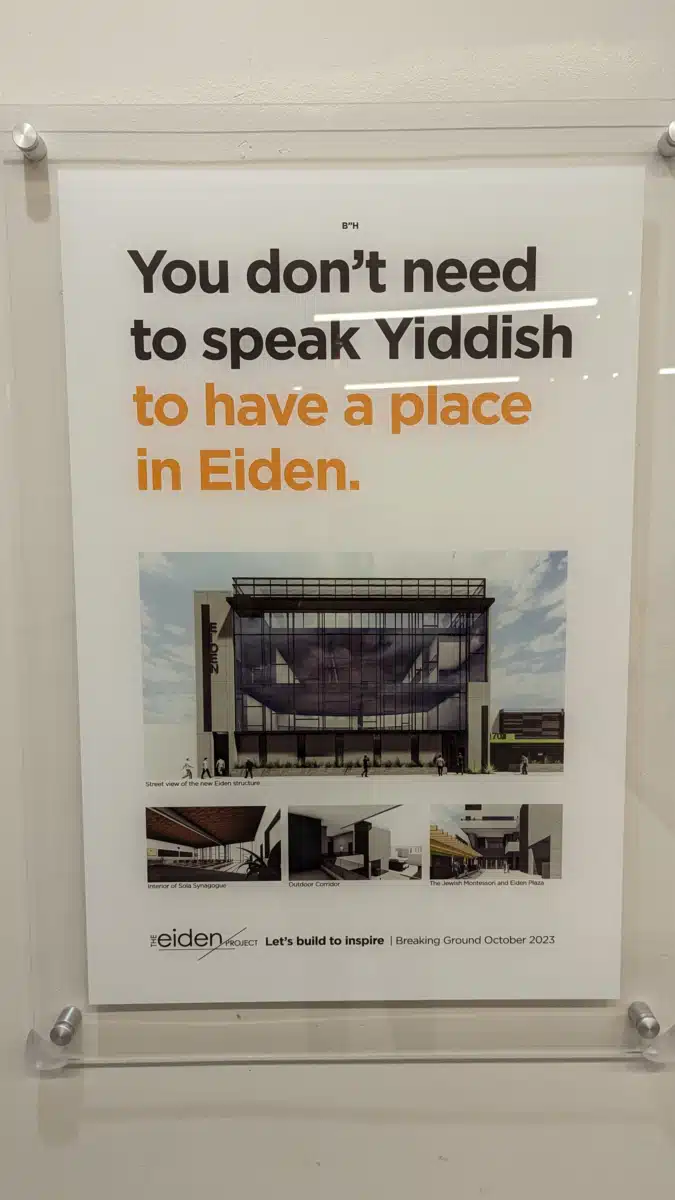 B"H
You don't need
to speak Yiddish
to have a place
in Eiden.
EIDEN
Street view of the new Eiden structure
Interior of Sola Synagogue
Outdoor Corridor
The Jewish Montessori and Eiden Plaza
THE eiden PROJECT Let's build to inspire | Breaking Ground October 2023